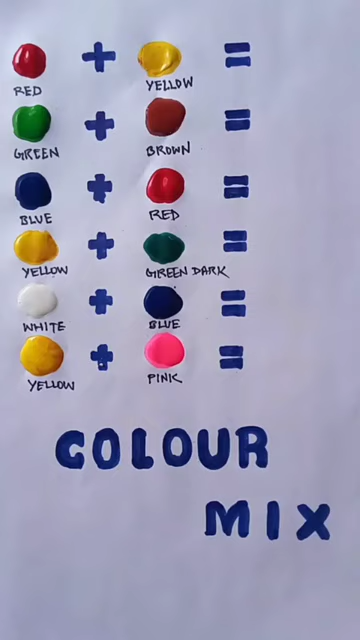 + =
RED YELLOW
+ =
GREEN BROWN
+ =
BLUE RED
+ =
YELLOW GREEN DARK
+ =
WHITE BLUE
+ =
YELLOW PINK
COLOUR
MIX